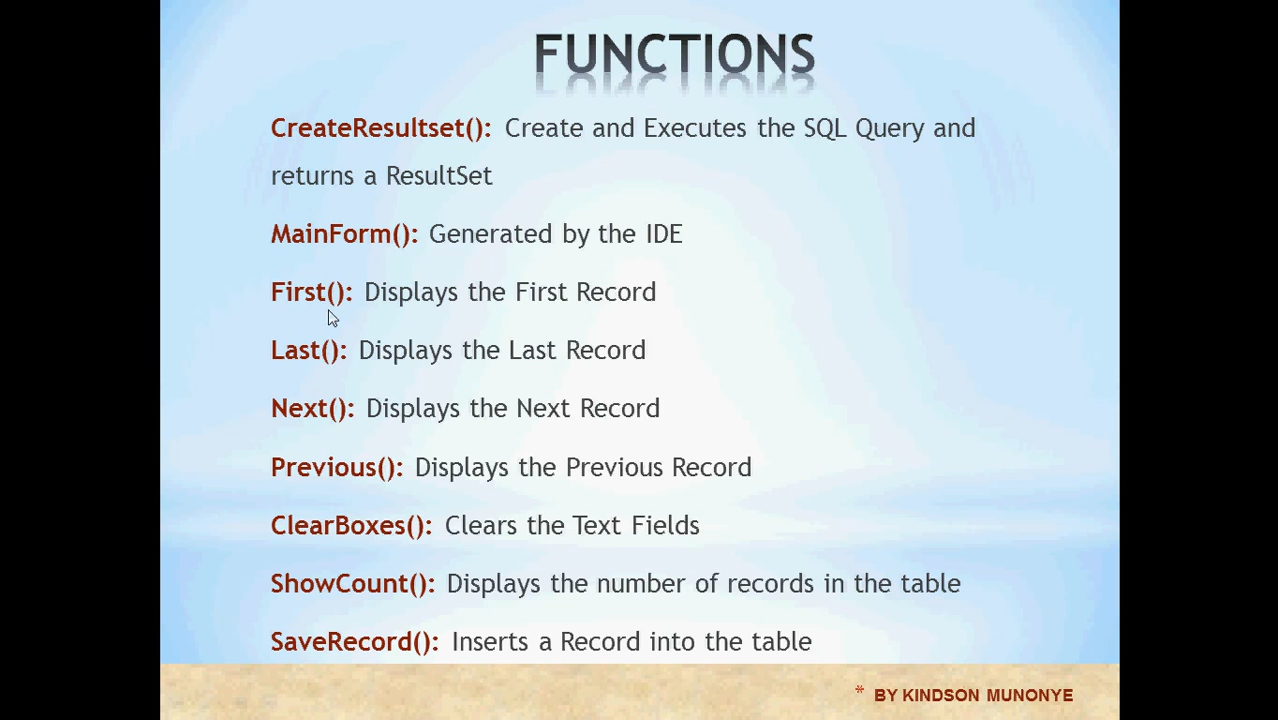 FUNCTIONS
CreateResultset(): Create and Executes the SQL Query and
returns a ResultSet
MainForm(): Generated by the IDE
First(): Displays the First Record
Last(): Displays the Last Record
Next(): Displays the Next Record
Previous(): Displays the Previous Record
ClearBoxes(): Clears the Text Fields
ShowCount(): Displays the number of records in the table
SaveRecord(): Inserts a Record into the table
* BY KINDSON MUNONYE